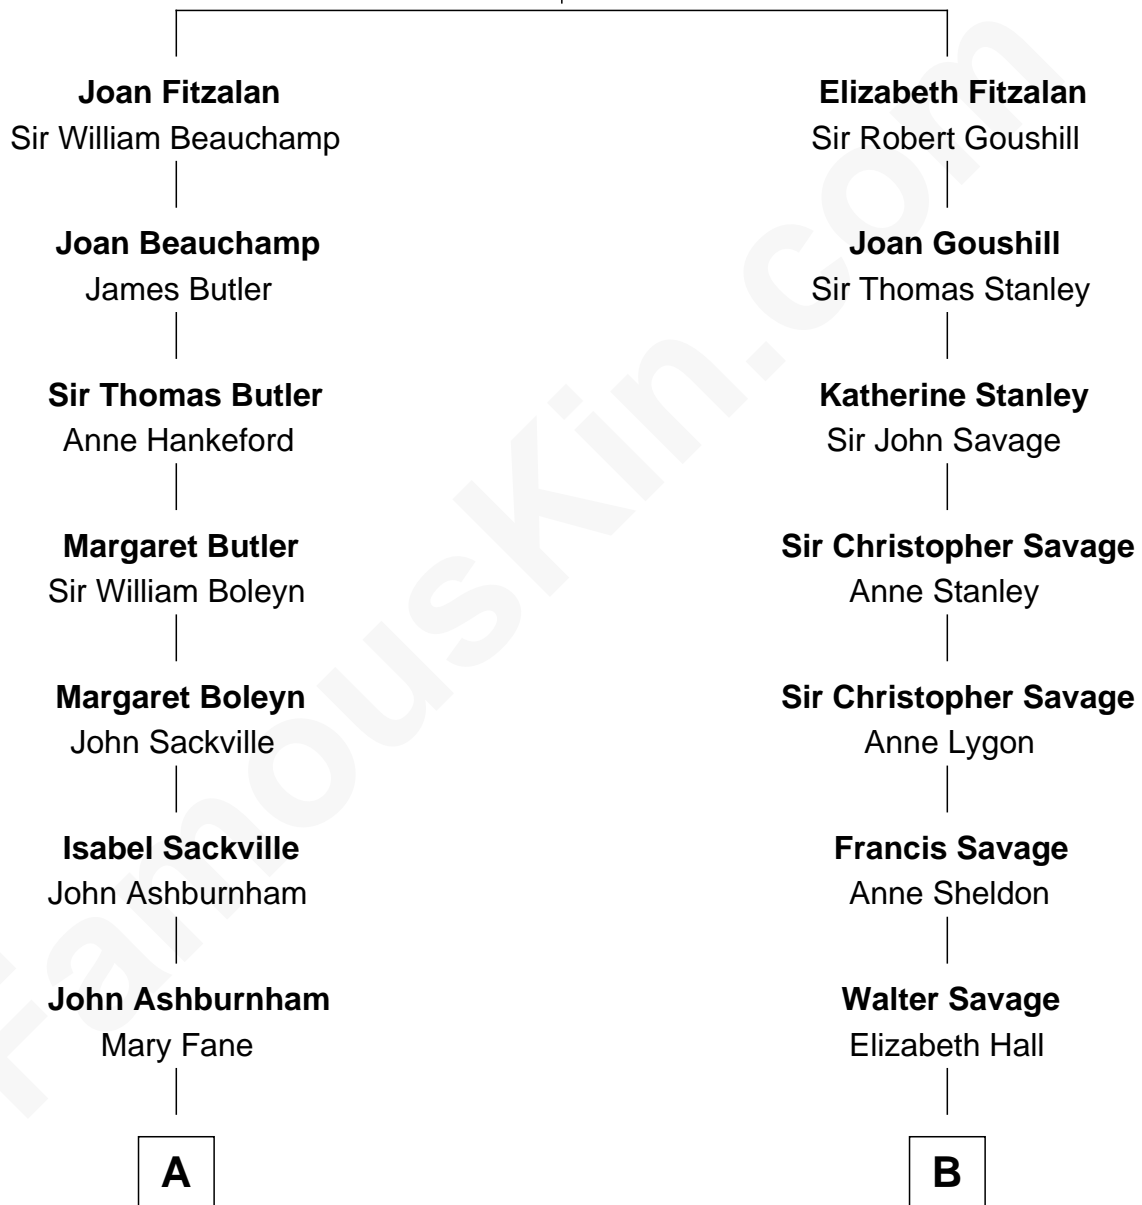 Joan Fitzalan
Sir William Beauchamp
Joan Beauchamp
James Butler
Sir Thomas Butler
Anne Hankeford
Margaret Butler
Sir William Boleyn
Margaret Boleyn
John Sackville
Isabel Sackville
John Ashburnham
John Ashburnham
Mary Fane
A
Elizabeth Fitzalan
Sir Robert Goushill
Joan Goushill
Sir Thomas Stanley
Katherine Stanley
Sir John Savage
Sir Christopher Savage
Anne Stanley
Sir Christopher Savage
Anne Lygon
Francis Savage
Anne Sheldon
Walter Savage
Elizabeth Hall
B
FamousKin.com